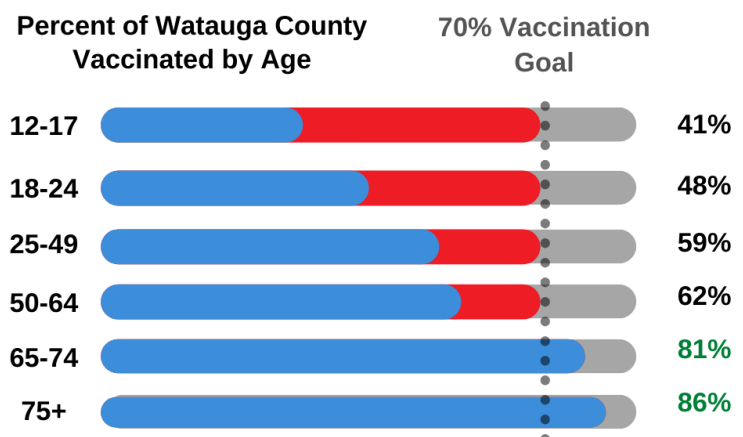 Percent of Watauga County
Vaccinated by Age
70% Vaccination
Goal
12-17 41%
18-24 48%
25-49 59%
50-64 62%
65-74 81%
75+ 86%